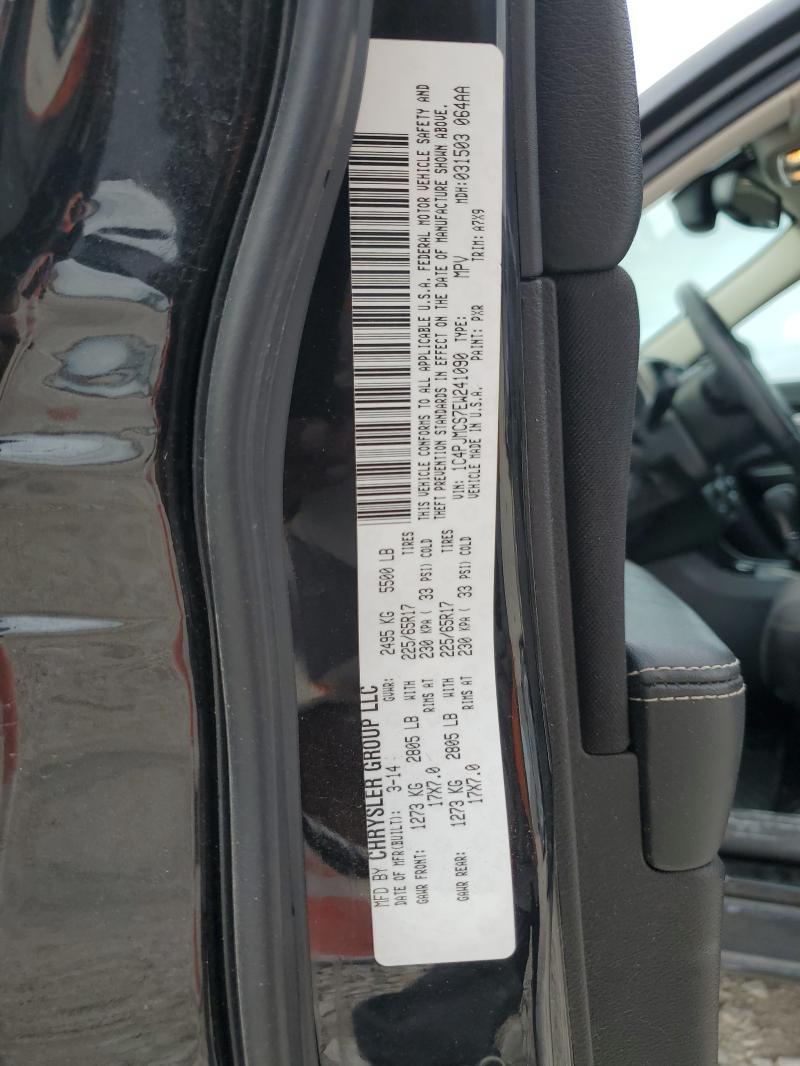 MFD BY CHRYSLER GROUP LLC
DATE OF MFR(BUILT): 3-14 GVWR: 2495 KG 5500 LB
GAWR FRONT: 1273 KG 2805 LB WITH 225/65R17 TIRES
17X7.0 RIMS AT 230 KPA ( 33 PSI) COLD
GAWR REAR: 1273 KG 2805 LB WITH 225/65R17 TIRES
17X7.0 RIMS AT 230 KPA ( 33 PSI) COLD
THIS VEHICLE CONFORMS TO ALL APPLICABLE U.S.A. FEDERAL MOTOR VEHICLE SAFETY AND
THEFT PREVENTION STANDARDS IN EFFECT ON THE DATE OF MANUFACTURE SHOWN ABOVE.
VIN: 1C4PJMCS7EW241090 TYPE: MPV MDH:031503 064AA
VEHICLE MADE IN U.S.A. PAINT: PXR TRIM: A7X9